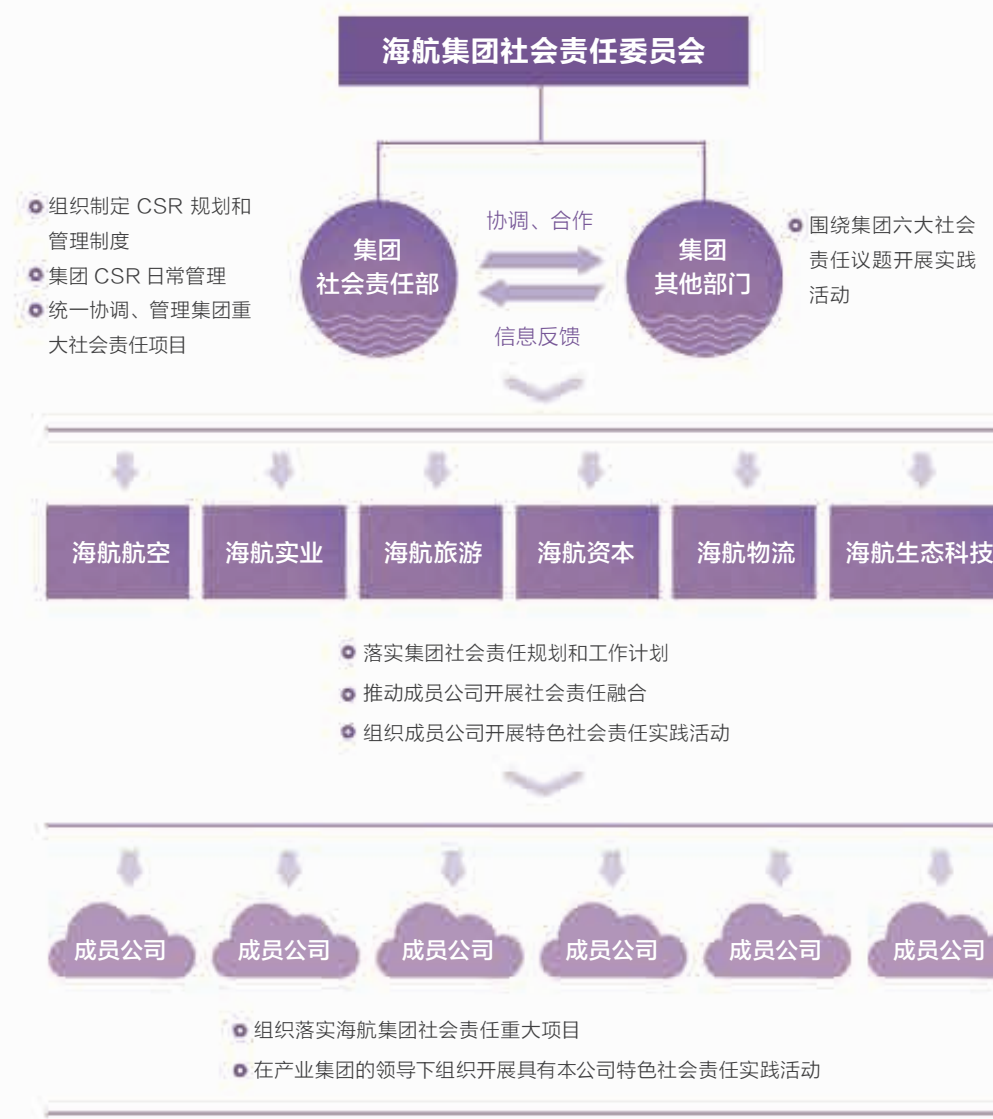 海航集团社会责任委员会
组织制定 CSR 规划和
管理制度
集团 CSR 日常管理
统一协调、管理集团重
大社会责任项目
集团
社会责任部
协调、合作
信息反馈
集团
其他部门
围绕集团六大社会
责任议题开展实践
活动
海航航空
海航实业
海航旅游
海航资本
海航物流
海航生态科技
落实集团社会责任规划和工作计划
推动成员公司开展社会责任融合
组织成员公司开展特色社会责任实践活动
成员公司
成员公司
成员公司
成员公司
成员公司
成员公司
组织落实海航集团社会责任重大项目
在产业集团的领导下组织开展具有本公司特色社会责任实践活动